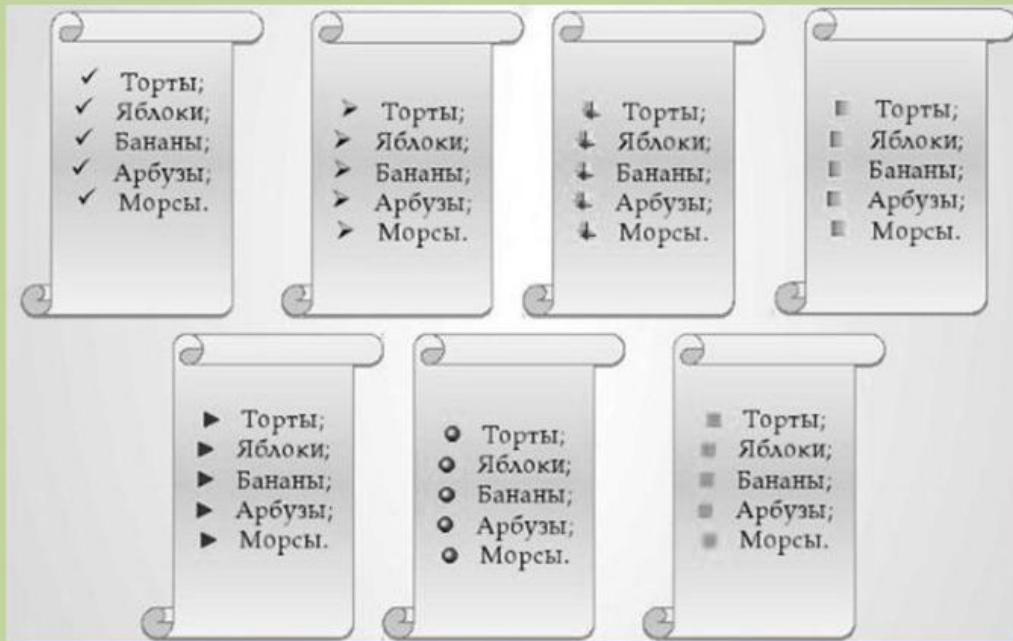 ✓ Торты;
✓ Яблоки;
✓ Бананы;
✓ Арбузы;
✓ Морсы.
➢ Торты;
➢ Яблоки;
➢ Бананы;
➢ Арбузы;
➢ Морсы.
Торты;
Яблоки;
Бананы;
Арбузы;
Морсы.
Торты;
Яблоки;
Бананы;
Арбузы;
Морсы.
► Торты;
► Яблоки;
► Бананы;
► Арбузы;
► Морсы.
Торты;
Яблоки;
Бананы;
Арбузы;
Морсы.
Торты;
Яблоки;
Бананы;
Арбузы;
Морсы.